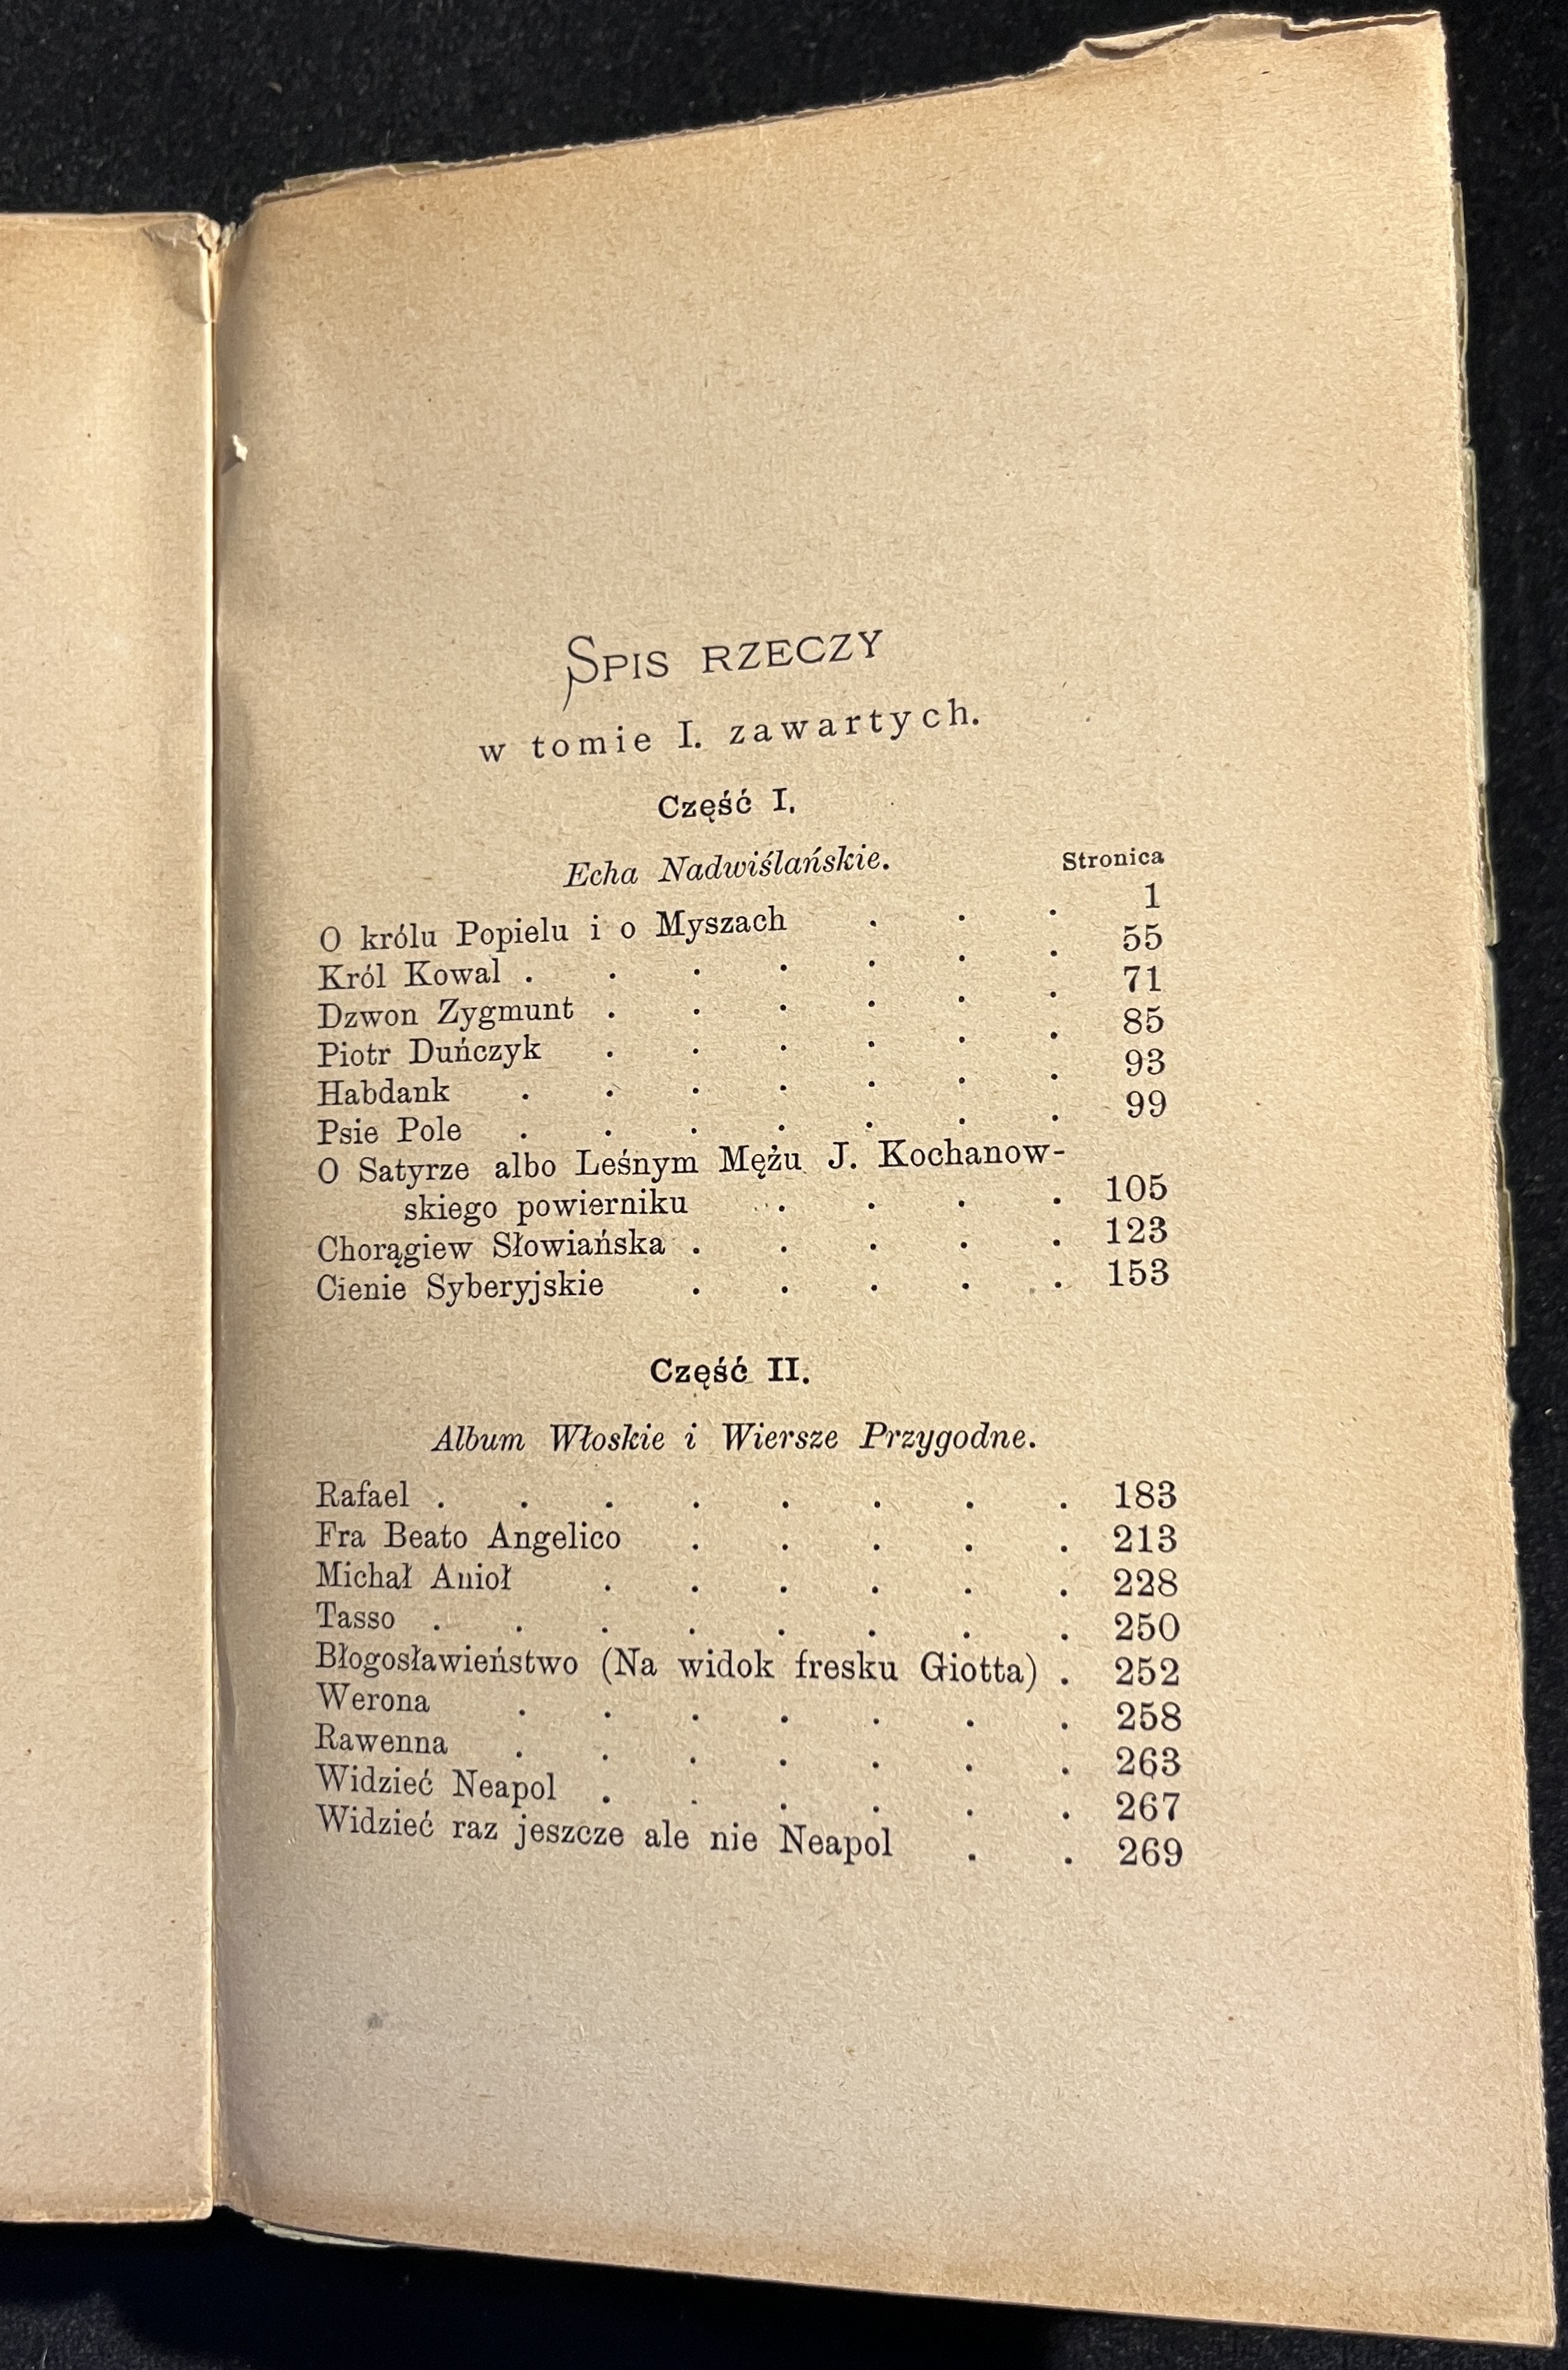 Spis rzeczy
w tomie I. zawartych.
Część I.
Echa Nadwiślańskie. Stronica
O królu Popielu i o Myszach . . . 1
Król Kowal . . . . . . . 55
Dzwon Zygmunt . . . . . . 71
Piotr Duńczyk . . . . . . 85
Habdank . . . . . . . 93
Psie Pole . . . . . . . 99
O Satyrze albo Leśnym Mężu J. Kochanow-
skiego powierniku . . . . 105
Chorągiew Słowiańska . . . . . 123
Cienie Syberyjskie . . . . . 153
Część II.
Album Włoskie i Wiersze Przygodne.
Rafael . . . . . . . . 183
Fra Beato Angelico . . . . . 213
Michał Anioł . . . . . . 228
Tasso . . . . . . . . 250
Błogosławieństwo (Na widok fresku Giotta) . 252
Werona . . . . . . . 258
Rawenna . . . . . . . 263
Widzieć Neapol . . . . . . 267
Widzieć raz jeszcze ale nie Neapol . . 269